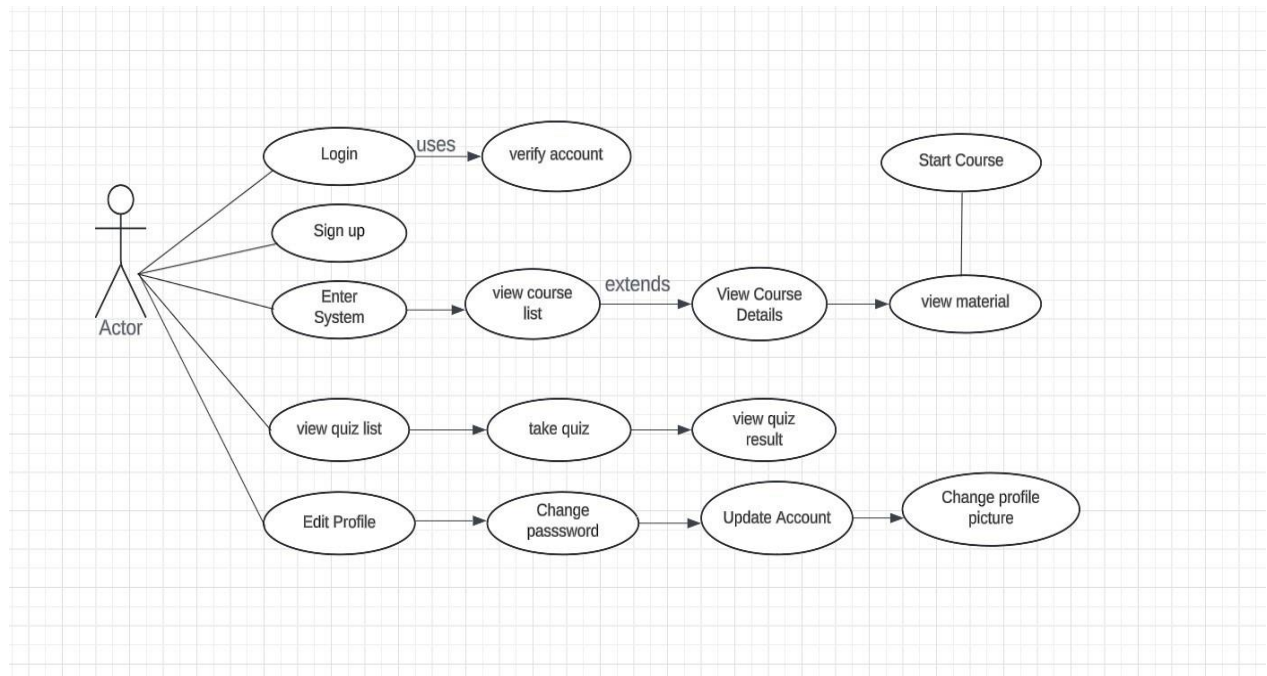 Login
uses
verify account
Start Course
Sign up
Enter
System
view course
list
extends
View Course
Details
view material
Actor
view quiz list
take quiz
view quiz
result
Edit Profile
Change
passsword
Update Account
Change profile
picture